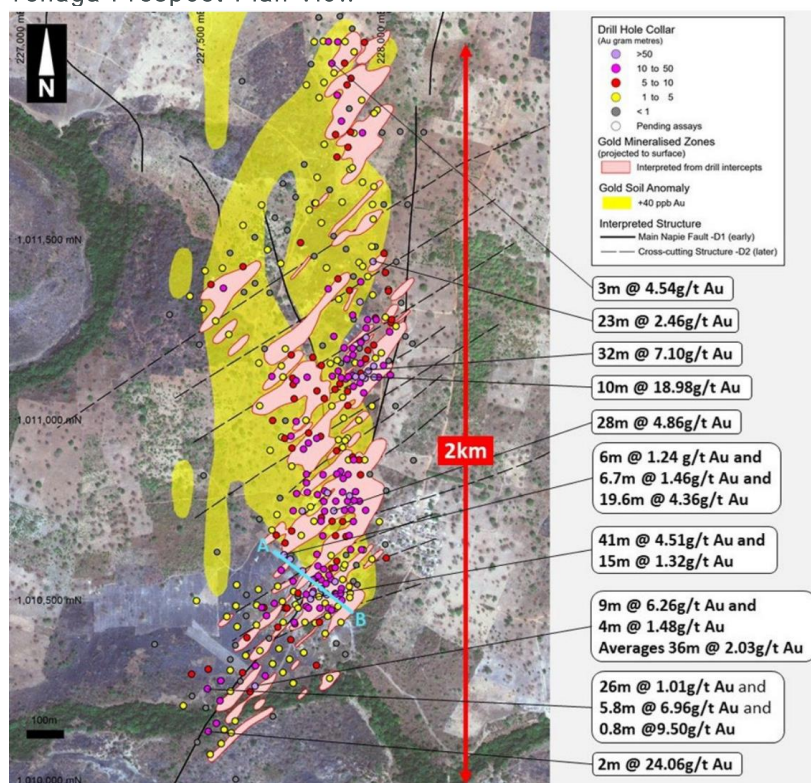 227,000 mE
227,500 mE
228,000 mE
N
Drill Hole Collar
(Au gram metres)
>50
10 to 50
5 to 10
1 to 5
< 1
Pending assays
Gold Mineralised Zones
(projected to surface)
Interpreted from drill intercepts
Gold Soil Anomaly
+40 ppb Au
Interpreted Structure
Main Napie Fault -D1 (early)
Cross-cutting Structure -D2 (later)
1,011,500 mN
3m @ 4.54g/t Au
23m @ 2.46g/t Au
32m @ 7.10g/t Au
10m @ 18.98g/t Au
1,011,000 mN
28m @ 4.86g/t Au
2km
6m @ 1.24 g/t Au and
6.7m @ 1.46g/t Au and
19.6m @ 4.36g/t Au
A
41m @ 4.51g/t Au and
15m @ 1.32g/t Au
1,010,500 mN
B
9m @ 6.26g/t Au and
4m @ 1.48g/t Au
Averages 36m @ 2.03g/t Au
26m @ 1.01g/t Au and
5.8m @ 6.96g/t Au and
0.8m @9.50g/t Au
100m
2m @ 24.06g/t Au
1,010,000 mN